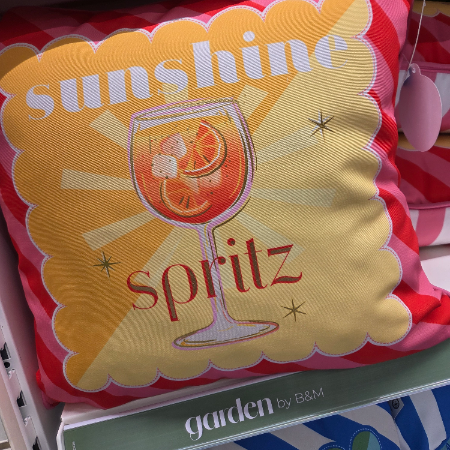 sunshine
spritz
garden by B&M